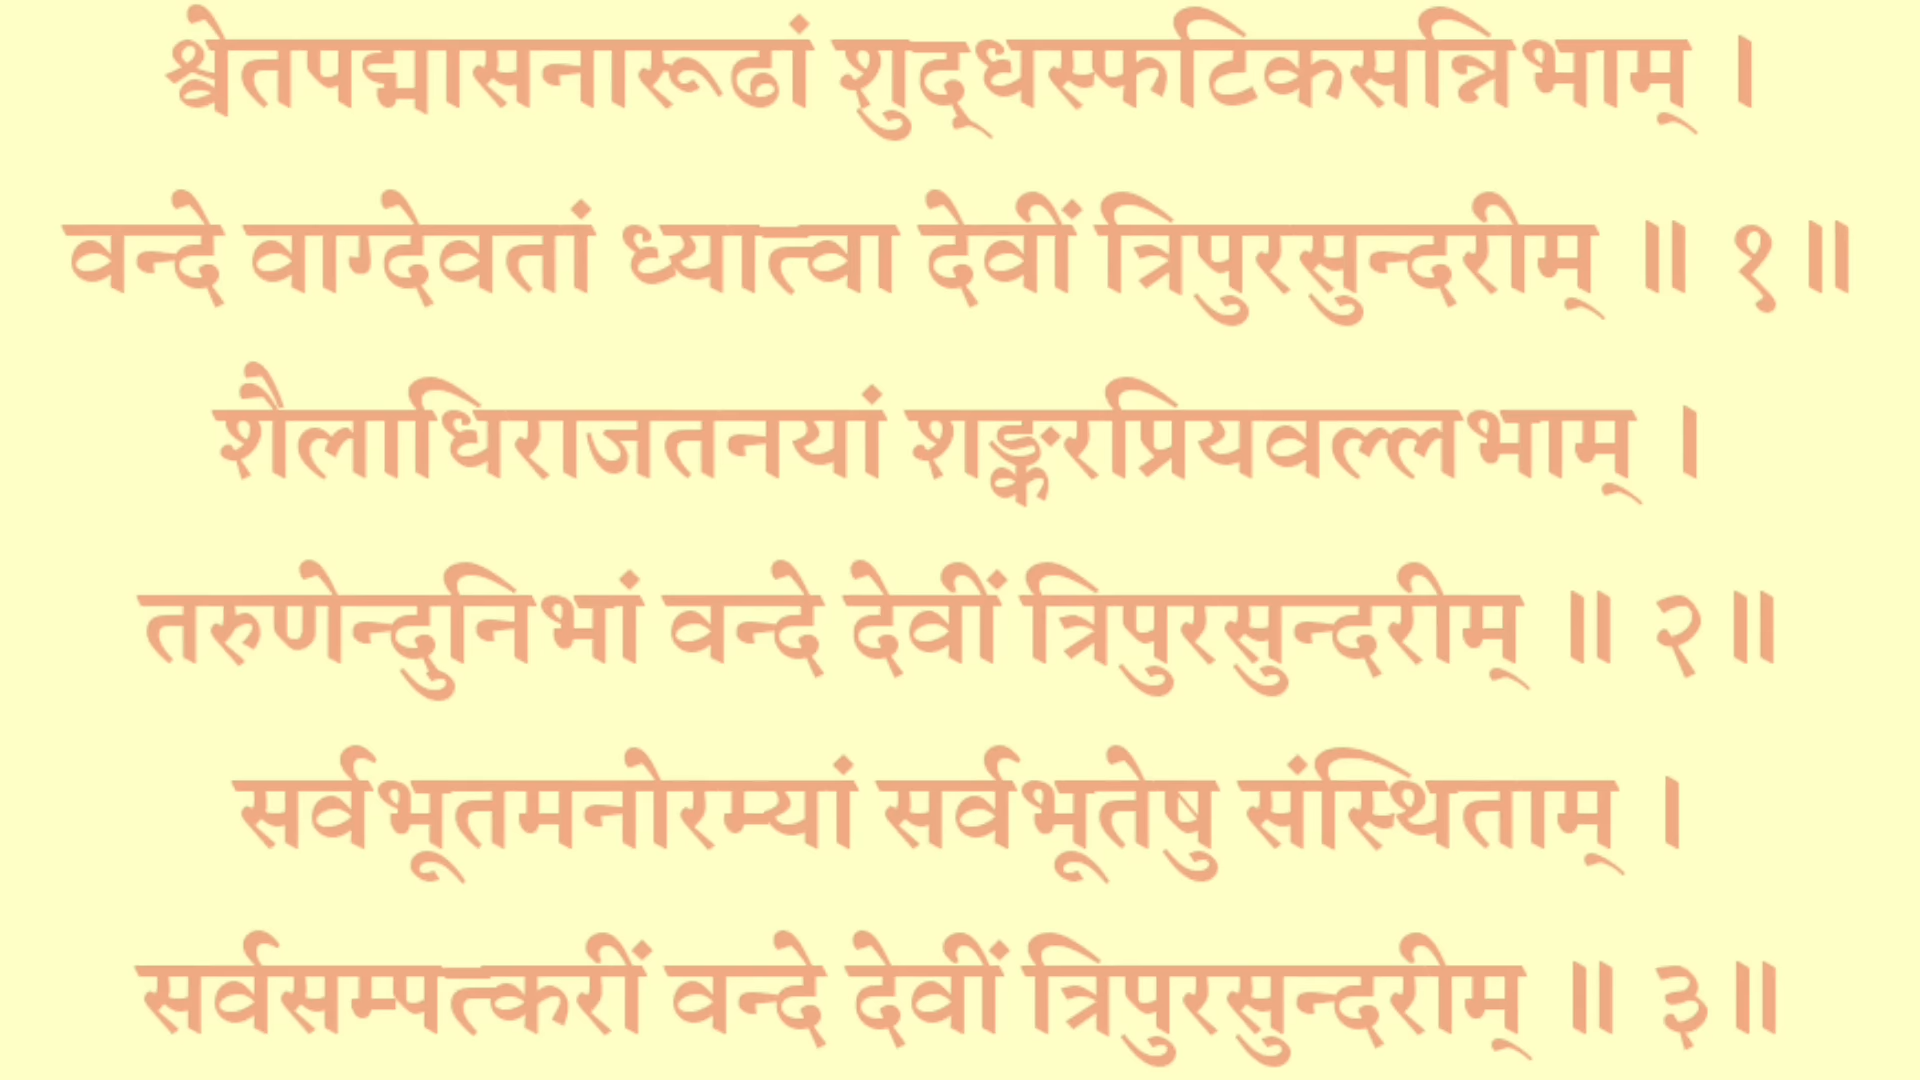 श्वेतपद्मासनारूढां शुद्धस्फटिकसन्निभाम् ।
वन्दे वाग्देवतां ध्यात्वा देवीं त्रिपुरसुन्दरीम् ॥ १॥
शैलाधिराजतनयां शङ्करप्रियवल्लभाम् ।
तरुणेन्दुनिभां वन्दे देवीं त्रिपुरसुन्दरीम् ॥ २॥
सर्वभूतमनोरम्यां सर्वभूतेषु संस्थिताम् ।
सर्वसम्पत्करीं वन्दे देवीं त्रिपुरसुन्दरीम् ॥ ३॥